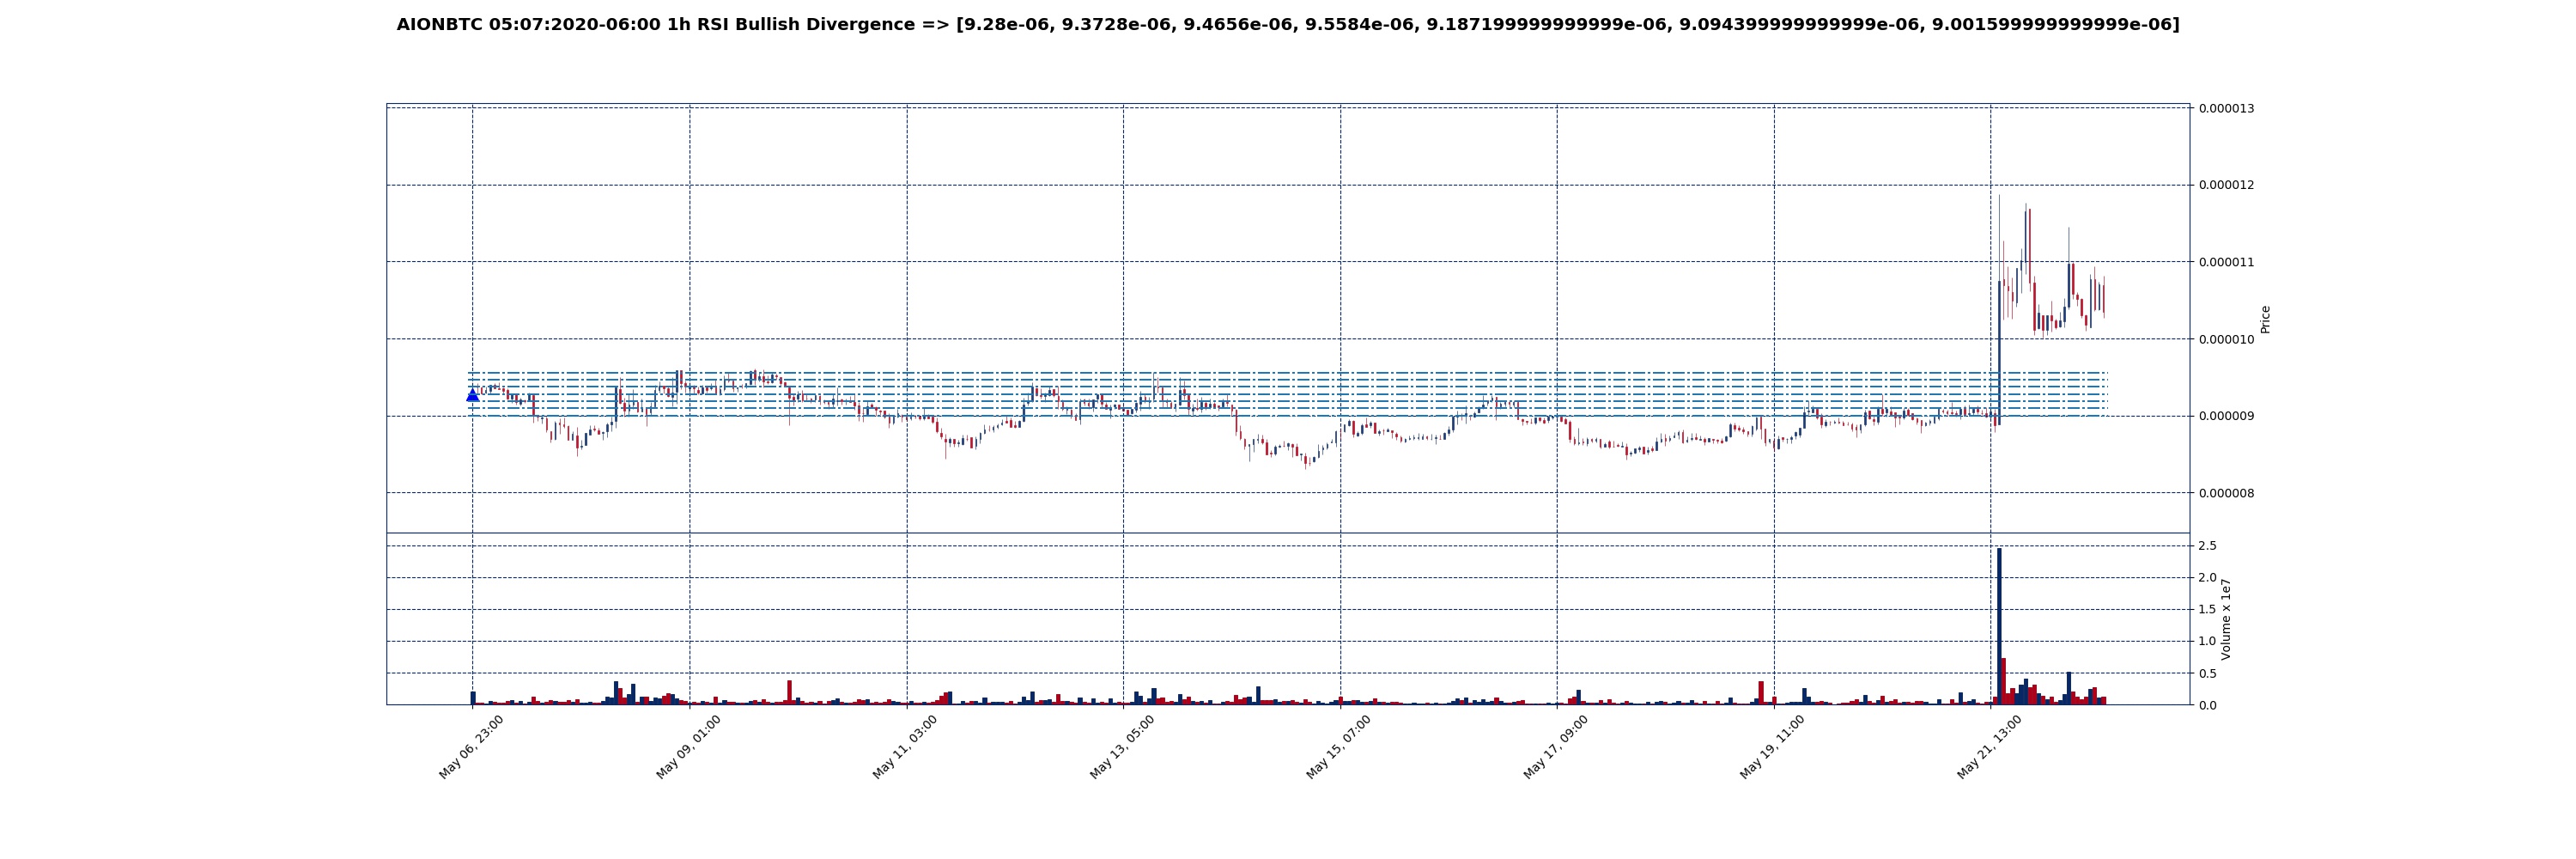 AIONBTC 05:07:2020-06:00 1h RSI Bullish Divergence => [9.28e-06, 9.3728e-06, 9.4656e-06, 9.5584e-06, 9.187199999999999e-06, 9.094399999999999e-06, 9.001599999999999e-06]
0.000013
0.000012
0.000011
0.000010
0.000009
0.000008
Price
2.5
2.0
1.5
1.0
0.5
0.0
Volume x 1e7
May 06, 23:00
May 09, 01:00
May 11, 03:00
May 13, 05:00
May 15, 07:00
May 17, 09:00
May 19, 11:00
May 21, 13:00